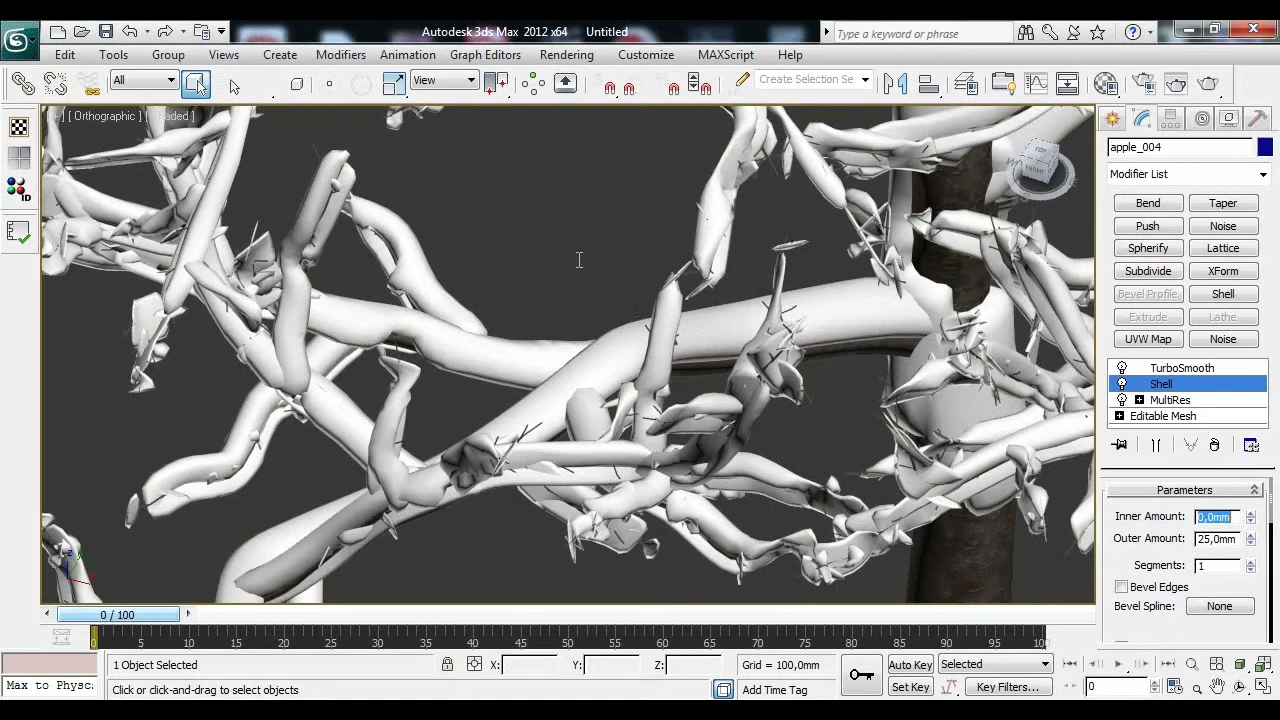 Autodesk 3ds Max 2012 x64 Untitled
Type a keyword or phrase
Edit Tools Group Views Create Modifiers Animation Graph Editors Rendering Customize MAXScript Help
All View Create Selection Se
[ Orthographic ]
TOP
FRONT
W
apple_004
Modifier List
Bend Taper
Push Noise
Spherify Lattice
Subdivide XForm
Bevel Profile Shell
Extrude Lathe
UVW Map Noise
TurboSmooth
Shell
MultiRes
Editable Mesh
Parameters
Inner Amount: 0,0mm
Outer Amount: 25,0mm
Segments: 1
Bevel Edges
Bevel Spline: None
ID
z
0 / 100
0 5 10 15 20 25 30 35 40 45 50 55 60 65 70 75 80 85 90 95 100
1 Object Selected X: Y: Z: Grid = 100,0mm Auto Key Selected
Max to Physc: Click or click-and-drag to select objects Add Time Tag Set Key Key Filters... 0